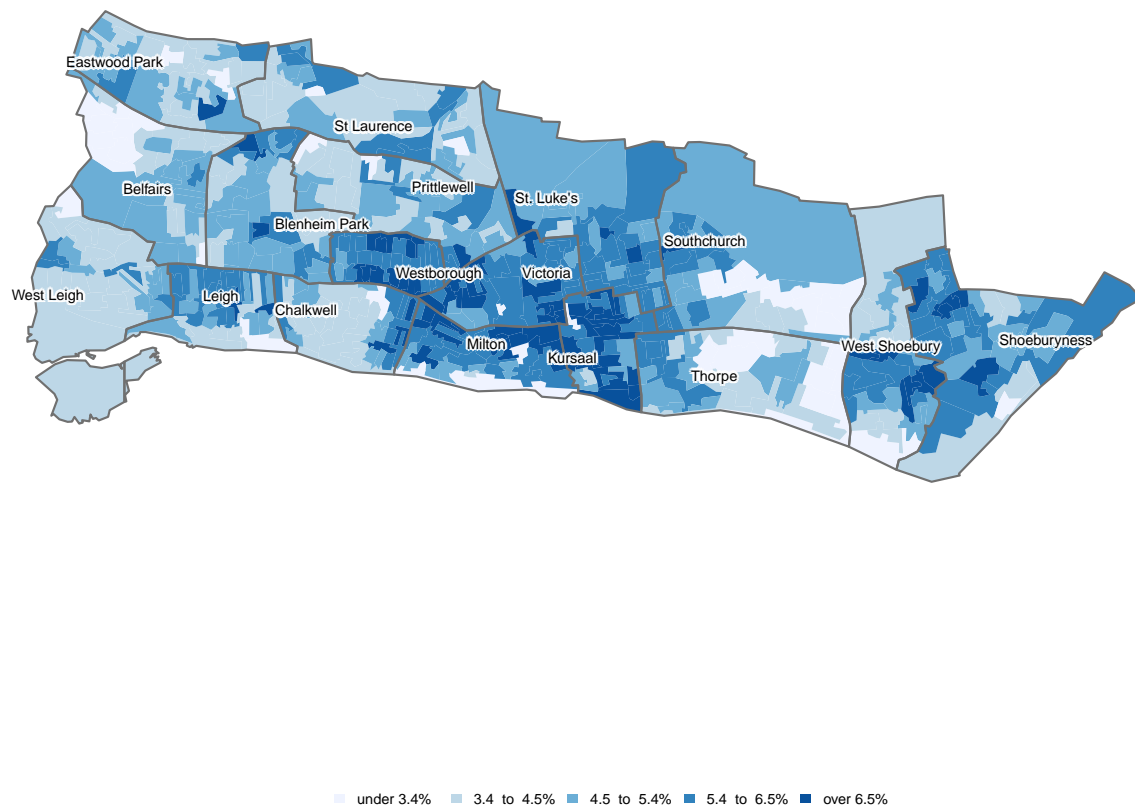 Eastwood Park
St Laurence
Belfairs
Prittlewell
St. Luke's
Blenheim Park
Southchurch
Westborough
Victoria
West Leigh
Leigh
Chalkwell
Milton
Kursaal
West Shoebury
Shoeburyness
Thorpe
under 3.4% 3.4 to 4.5% 4.5 to 5.4% 5.4 to 6.5% over 6.5%